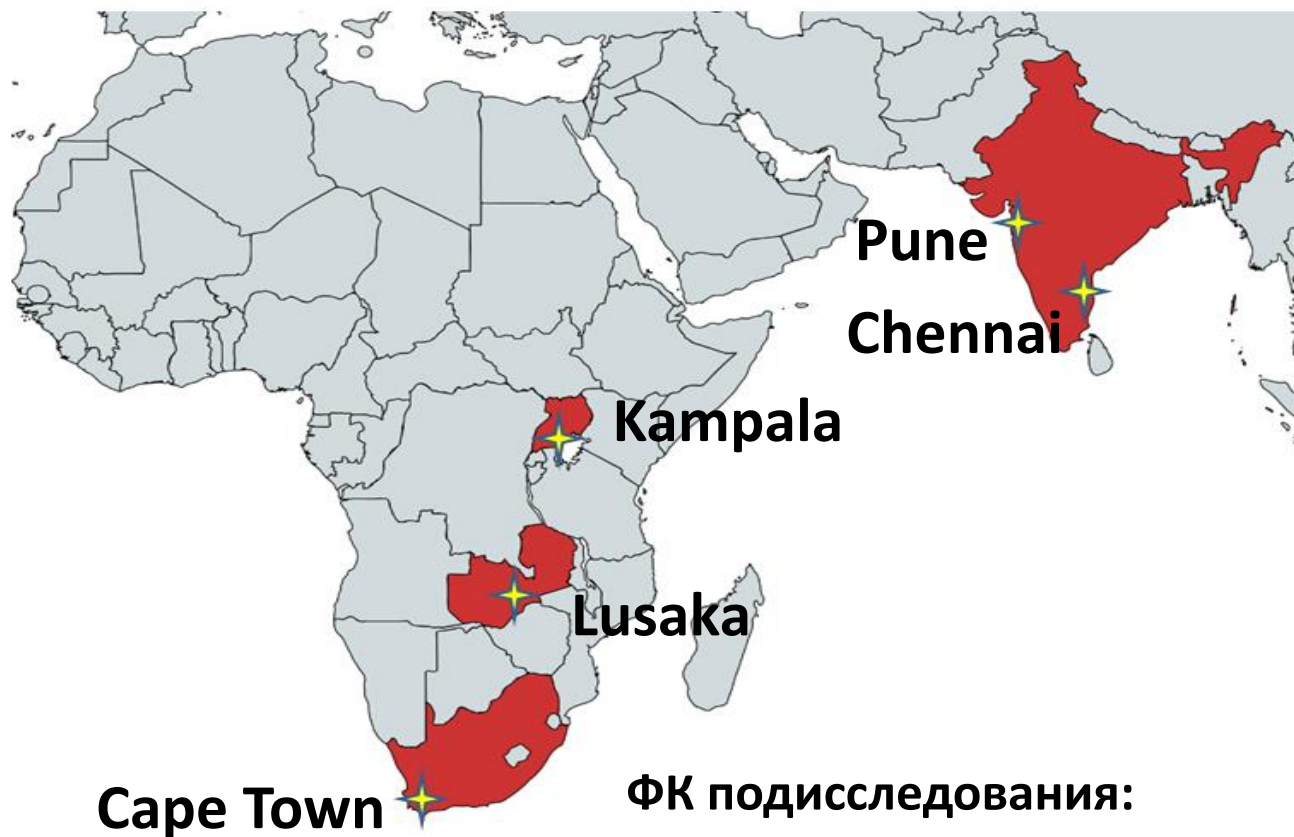 Pune
Chennai
Kampala
Lusaka
Cape Town
ФК подисследования: